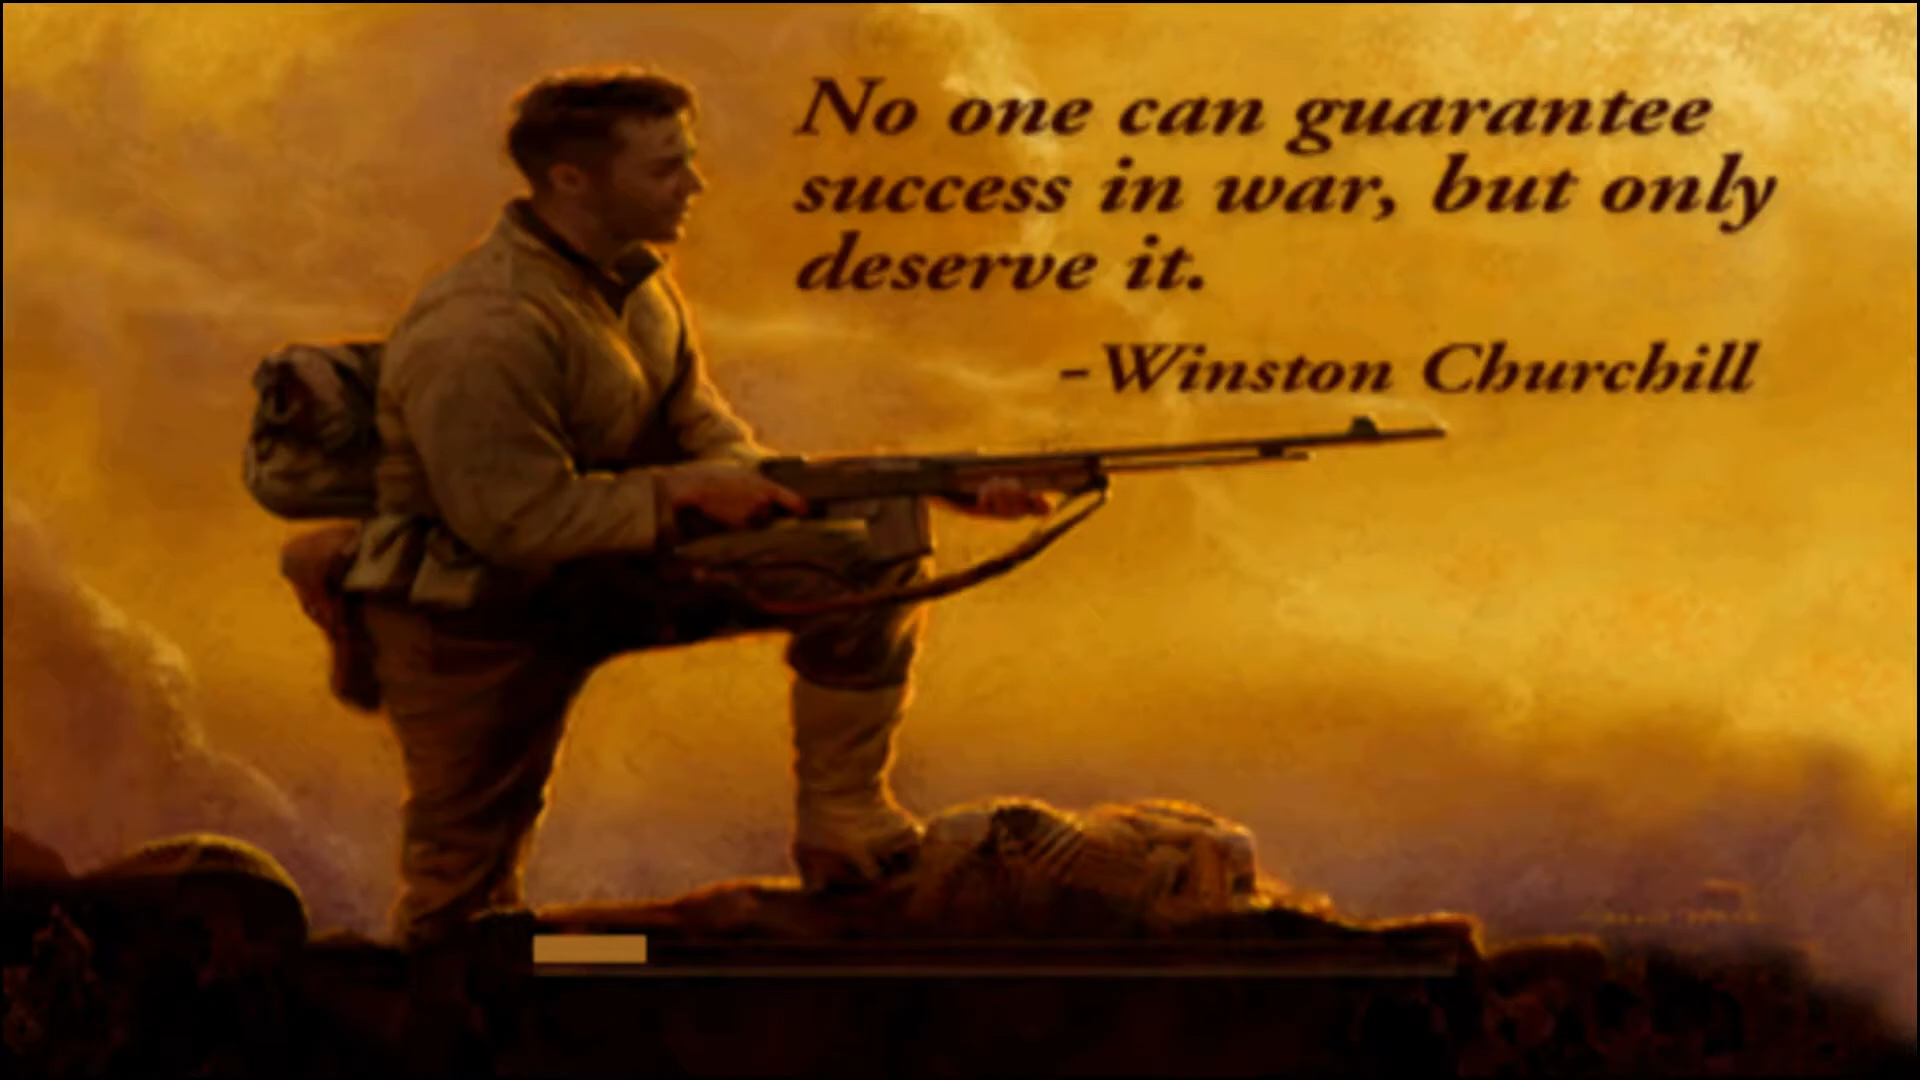 No one can guarantee
success in war, but only
deserve it.
-Winston Churchill